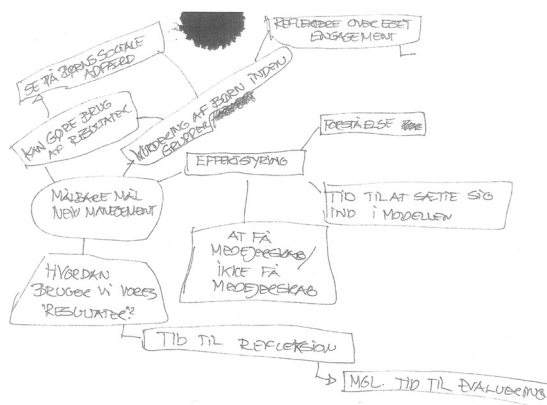 REFLEKTERE OVER EGET
ENGAGEMENT
SE PÅ BØRNS SOCIALE
ADFÆRD
KAN GØRE BRUG
AF RESULTATER
VURDERING AF BØRN INDEN
GRUPPER
FORSTÅELSE
EFFEKTSTYRING
MÅLBARE MÅL
NEW MANEGEMENT
TID TIL AT SÆTTE SIG
IND I MODELLEN
AT FÅ
MEDEJERSKAB/
IKKE FÅ
MEDEJERSKAB
HVORDAN
BRUGER VI VORES
"RESULTATER"?
TID TIL REFLEKSION
MGL. TID TIL EVALUERING